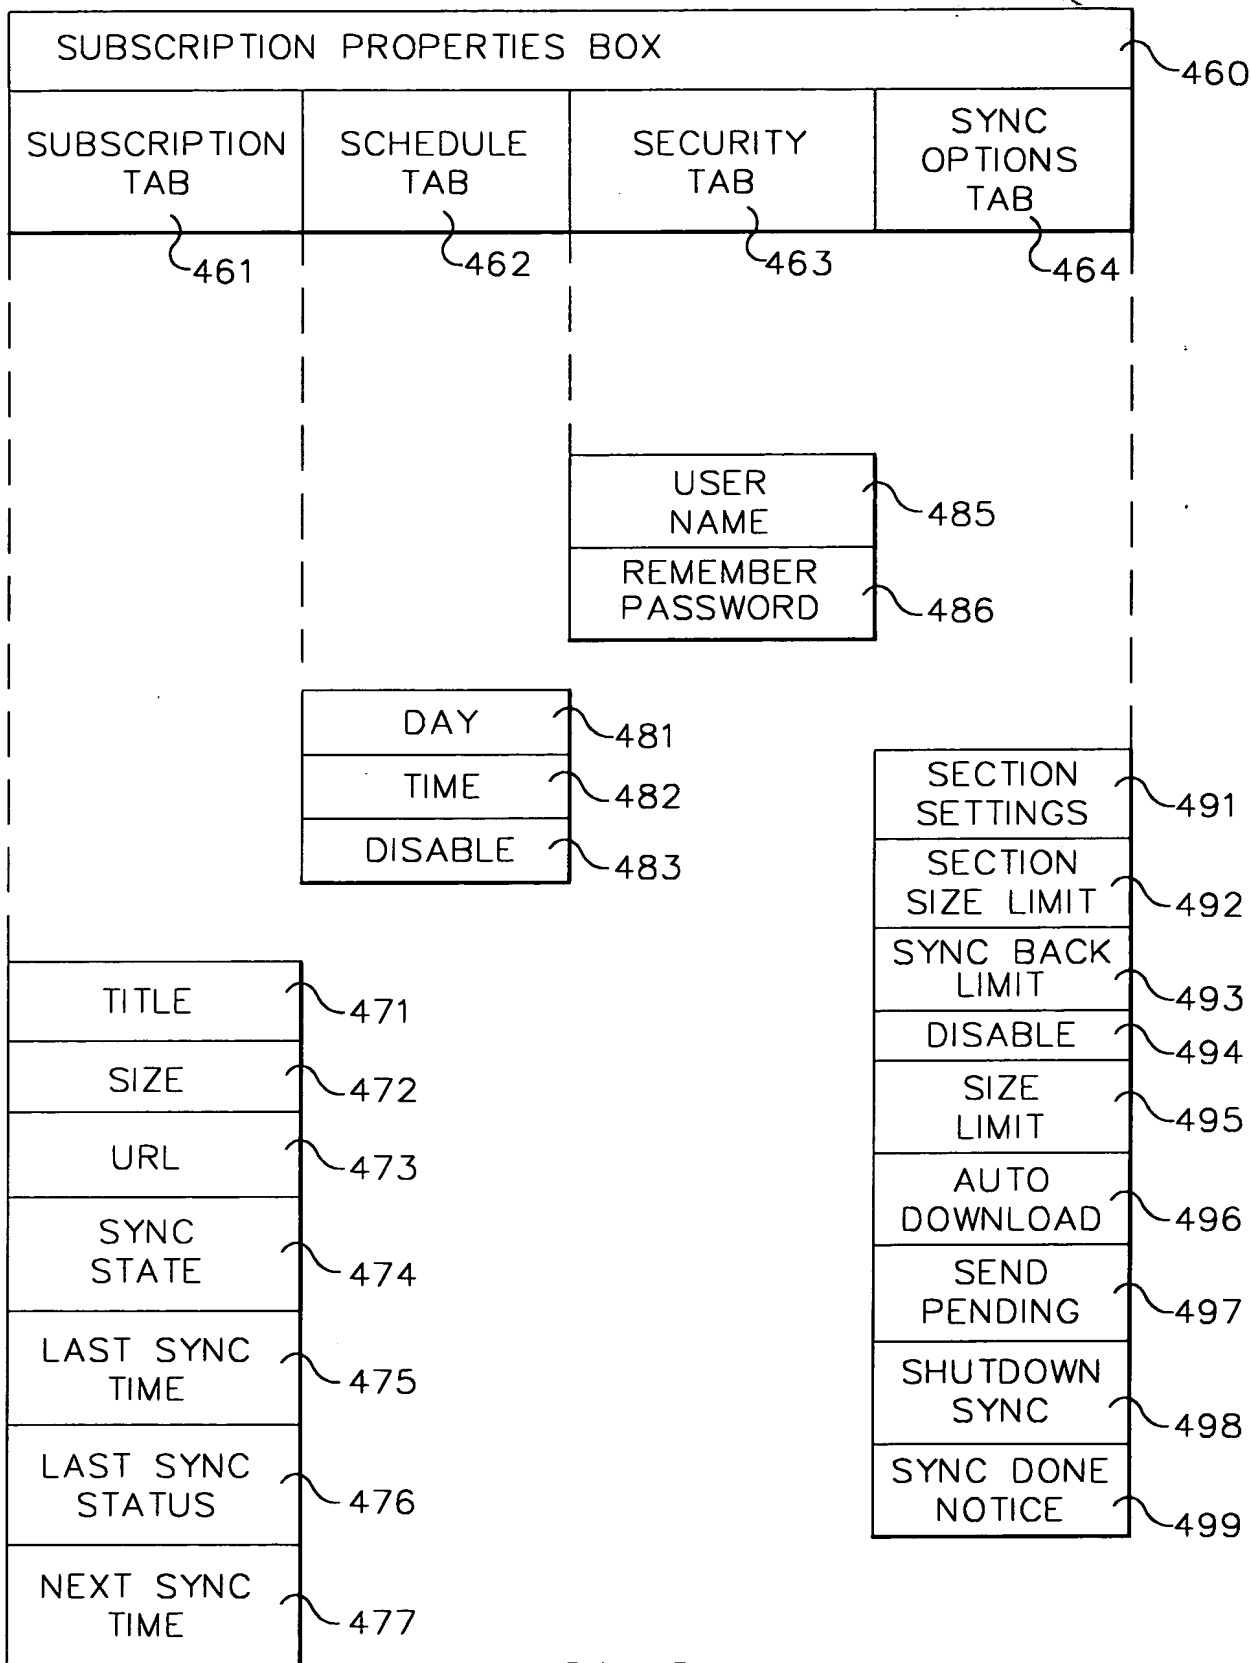 SUBSCRIPTION PROPERTIES BOX
460
SUBSCRIPTION
TAB
461
SCHEDULE
TAB
462
SECURITY
TAB
463
SYNC
OPTIONS
TAB
464
USER
NAME
485
REMEMBER
PASSWORD
486
DAY
481
TIME
482
DISABLE
483
SECTION
SETTINGS
491
SECTION
SIZE LIMIT
492
SYNC BACK
LIMIT
493
DISABLE
494
SIZE
LIMIT
495
AUTO
DOWNLOAD
496
SEND
PENDING
497
SHUTDOWN
SYNC
498
SYNC DONE
NOTICE
499
TITLE
471
SIZE
472
URL
473
SYNC
STATE
474
LAST SYNC
TIME
475
LAST SYNC
STATUS
476
NEXT SYNC
TIME
477